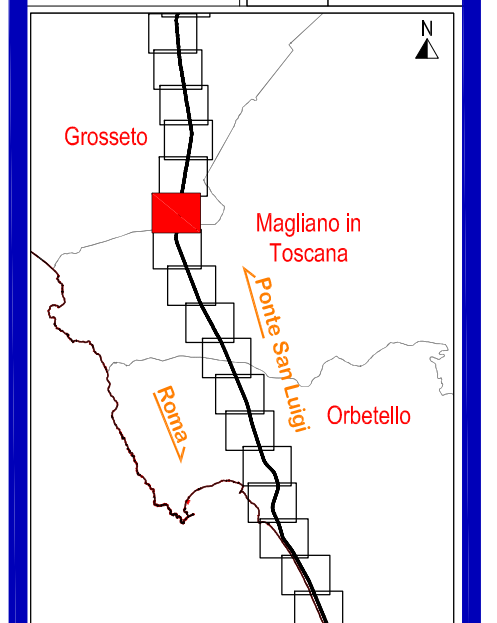 N
Grosseto
Magliano in
Toscana
Ponte San Luigi
Roma
Orbetello